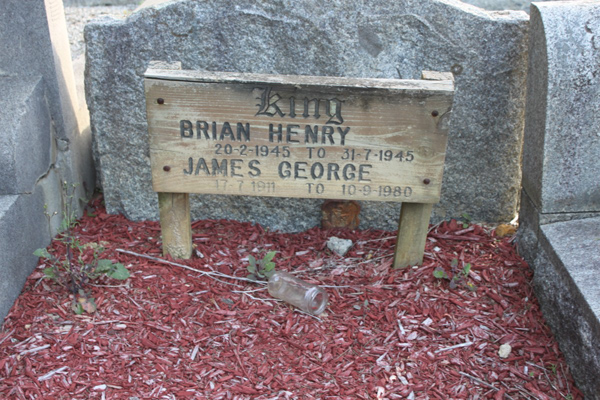 King
BRIAN HENRY
20-2-1945 TO 31-7-1945
JAMES GEORGE
17-7-1911 TO 10-9-1980